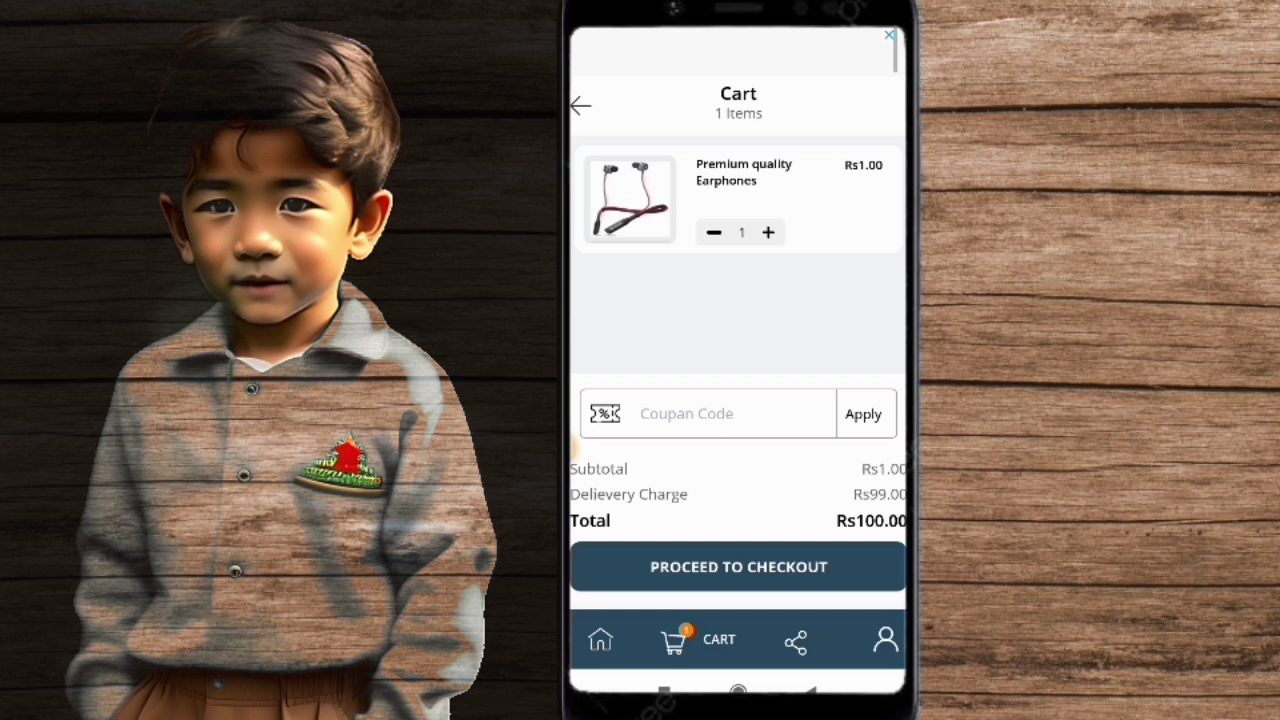 Cart
1 Items
Premium quality
Earphones
Rs1.00
1
Coupan Code
Apply
Subtotal
Rs1.00
Delievery Charge
Rs99.00
Total
Rs100.00
PROCEED TO CHECKOUT
CART